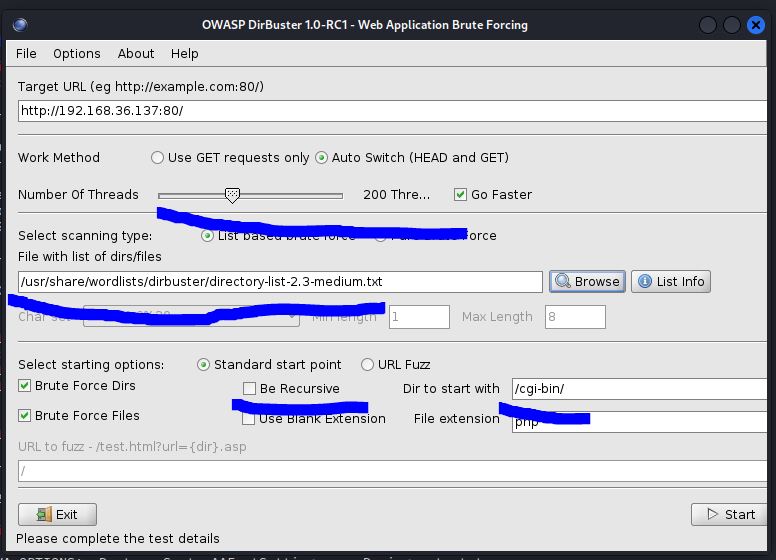 OWASP DirBuster 1.0-RC1 - Web Application Brute Forcing
File Options About Help
Target URL (eg http://example.com:80/)
http://192.168.36.137:80/
Work Method Use GET requests only Auto Switch (HEAD and GET)
Number Of Threads 200 Thre... Go Faster
Select scanning type: List based brute force Force
File with list of dirs/files
/usr/share/wordlists/dirbuster/directory-list-2.3-medium.txt Browse List Info
Char set Min length 1 Max Length 8
Select starting options: Standard start point URL Fuzz
Brute Force Dirs Be Recursive Dir to start with /cgi-bin/
Brute Force Files Use Blank Extension File extension php
URL to fuzz - /test.html?url={dir}.asp
/
Exit Start
Please complete the test details